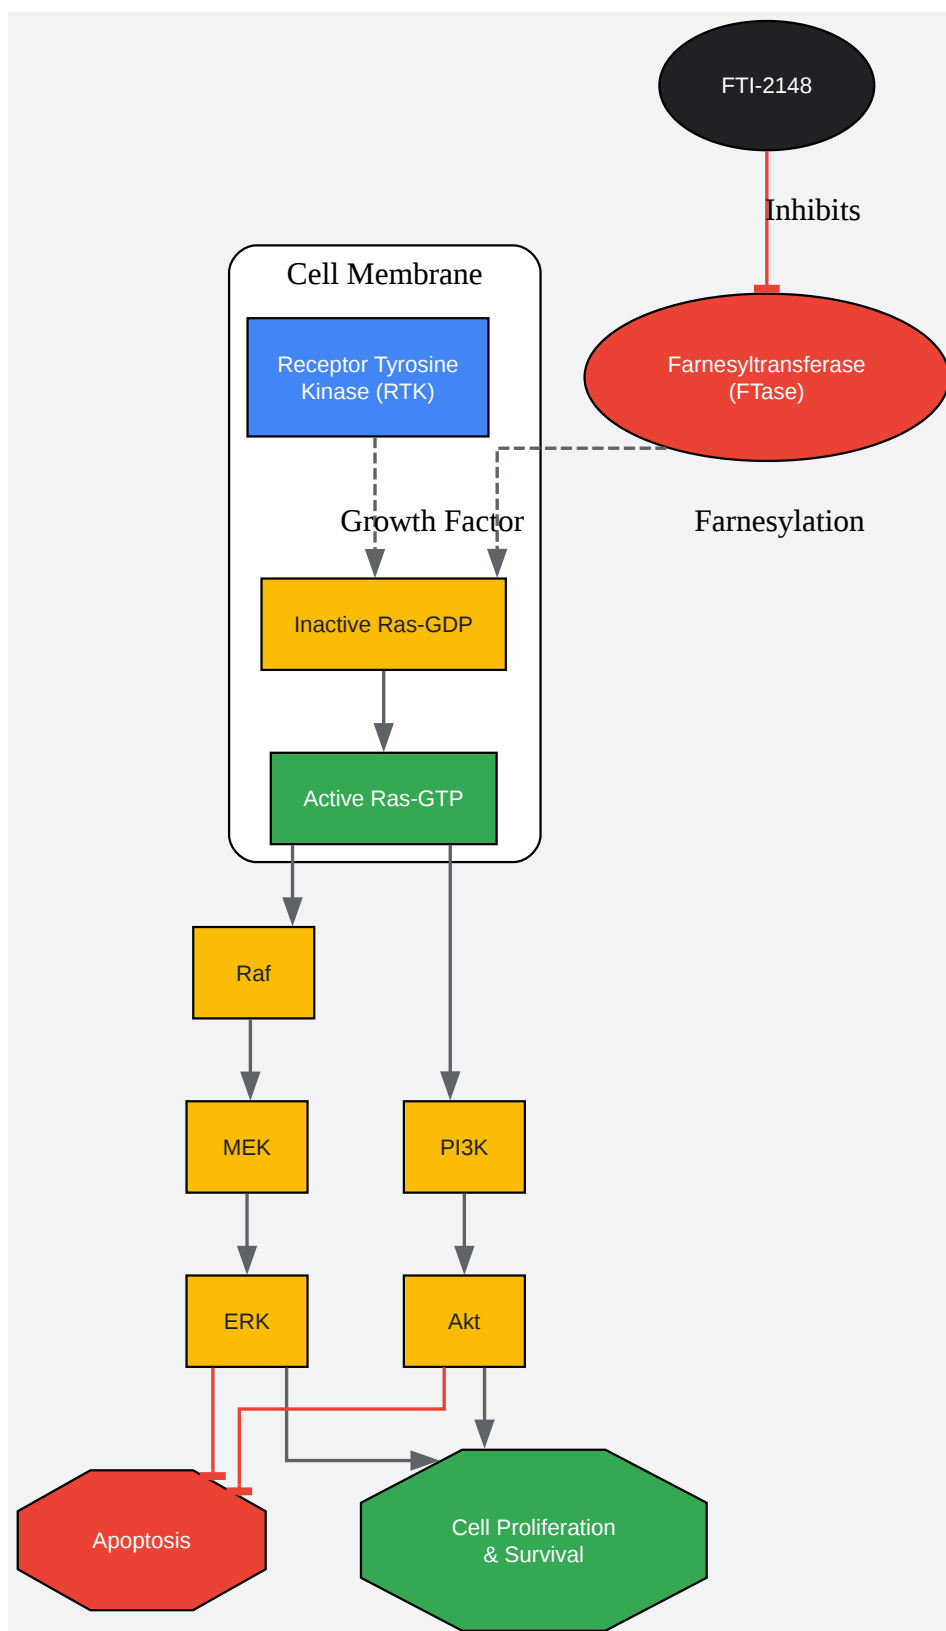 FTI-2148
Inhibits
Cell Membrane
Receptor Tyrosine
Kinase (RTK)
Farnesyltransferase
(FTase)
Growth Factor
Farnesylation
Inactive Ras-GDP
Active Ras-GTP
Raf
MEK
PI3K
ERK
Akt
Apoptosis
Cell Proliferation
& Survival